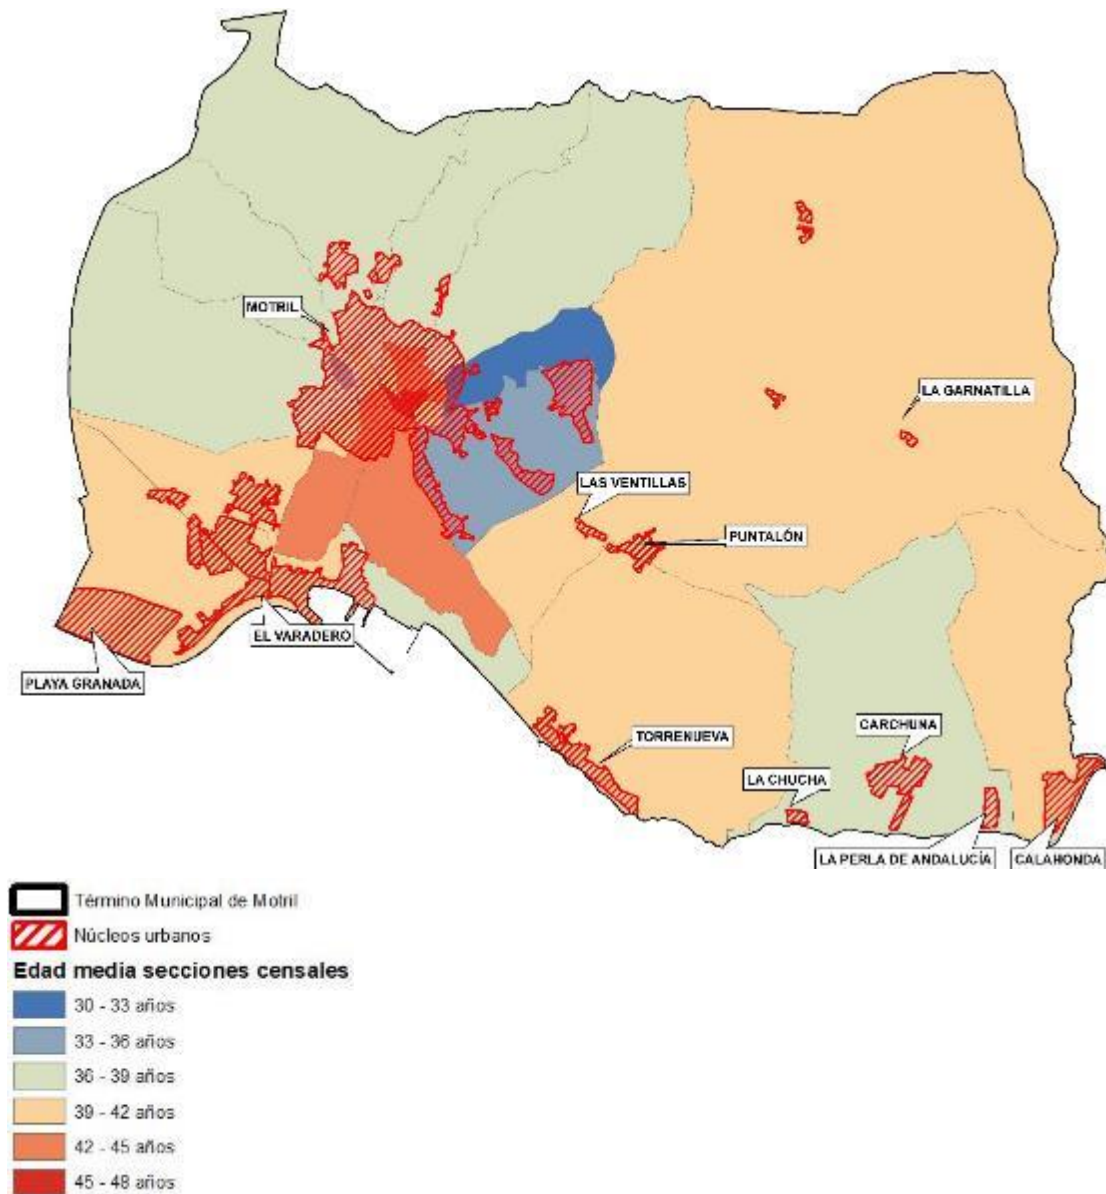 MOTRIL
LA GARNATILLA
LAS VENTILLAS
PUNTALÓN
EL VARADERO
PLAYA GRANADA
TORRENUEVA
CARCHUNA
LA CHUCHA
LA PERLA DE ANDALUCÍA
CALAHONDA
Término Municipal de Motril
Núcleos urbanos
Edad media secciones censales
30 - 33 años
33 - 36 años
36 - 39 años
39 - 42 años
42 - 45 años
45 - 48 años